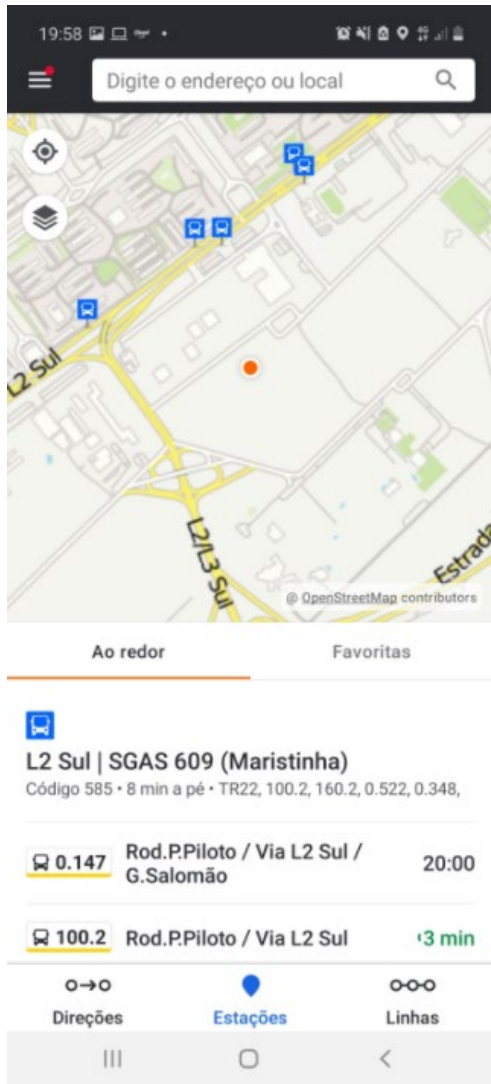 19:58
4G
Digite o endereço ou local
L2 Sul
L2/L3 Sul
Estrada
@ OpenStreetMap contributors
Ao redor Favoritas
L2 Sul | SGAS 609 (Maristinha)
Código 585 • 8 min a pé • TR22, 100.2, 160.2, 0.522, 0.348,
0.147 Rod.P.Piloto / Via L2 Sul / 20:00
G.Salomão
100.2 Rod.P.Piloto / Via L2 Sul 3 min
Direções Estações Linhas